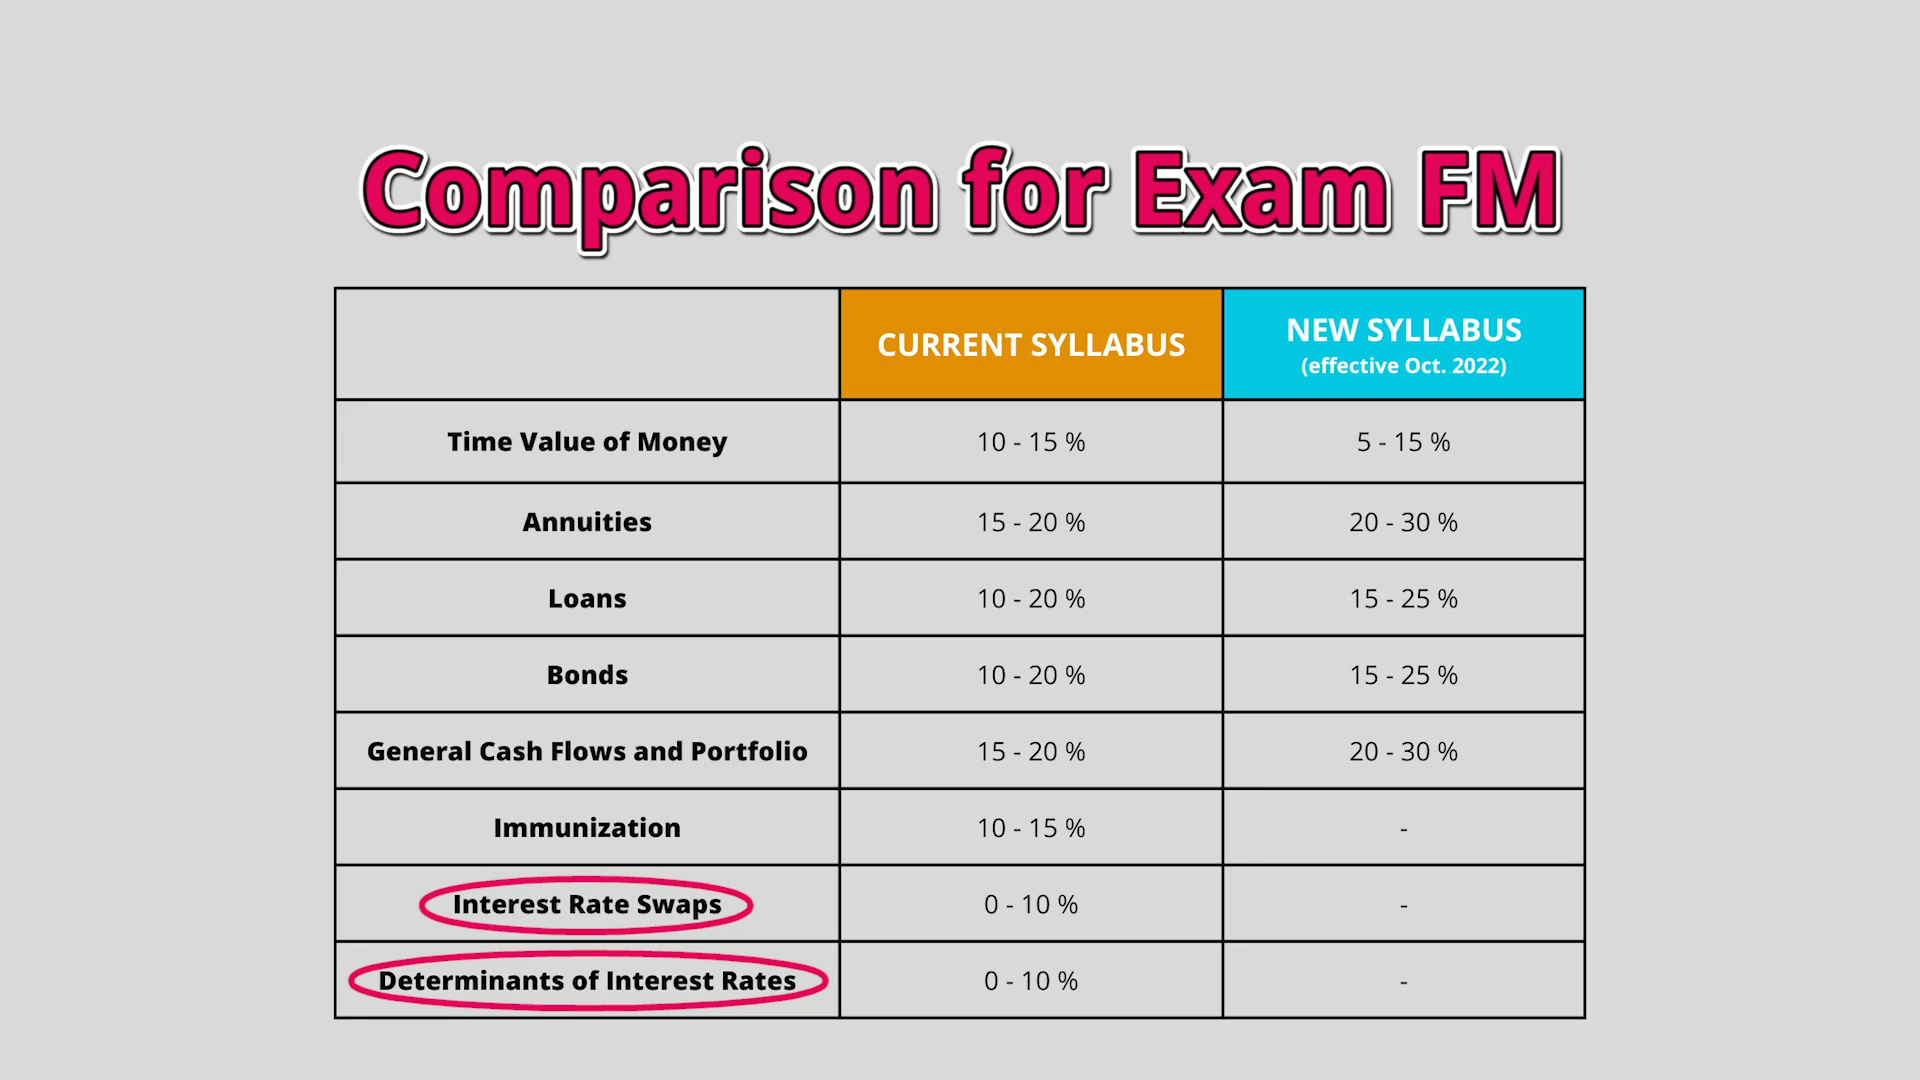 Comparison for Exam FM
CURRENT SYLLABUS
NEW SYLLABUS
(effective Oct. 2022)
Time Value of Money 10 - 15 % 5 - 15 %
Annuities 15 - 20 % 20 - 30 %
Loans 10 - 20 % 15 - 25 %
Bonds 10 - 20 % 15 - 25 %
General Cash Flows and Portfolio 15 - 20 % 20 - 30 %
Immunization 10 - 15 % -
Interest Rate Swaps 0 - 10 % -
Determinants of Interest Rates 0 - 10 % -